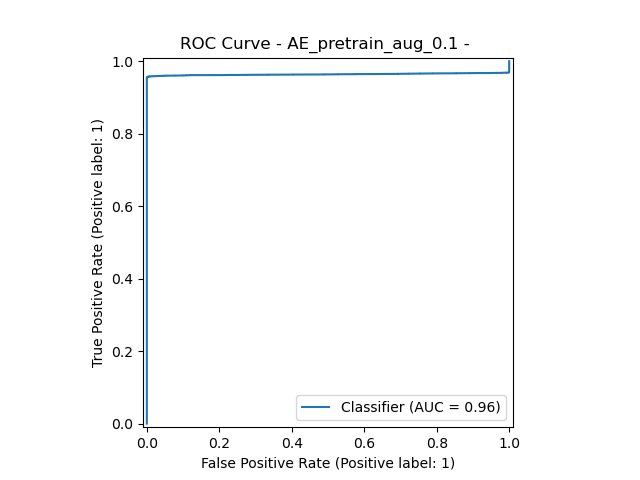 ROC Curve - AE_pretrain_aug_0.1 -
True Positive Rate (Positive label: 1)
1.0
0.8
0.6
0.4
0.2
0.0
Classifier (AUC = 0.96)
0.0 0.2 0.4 0.6 0.8 1.0
False Positive Rate (Positive label: 1)